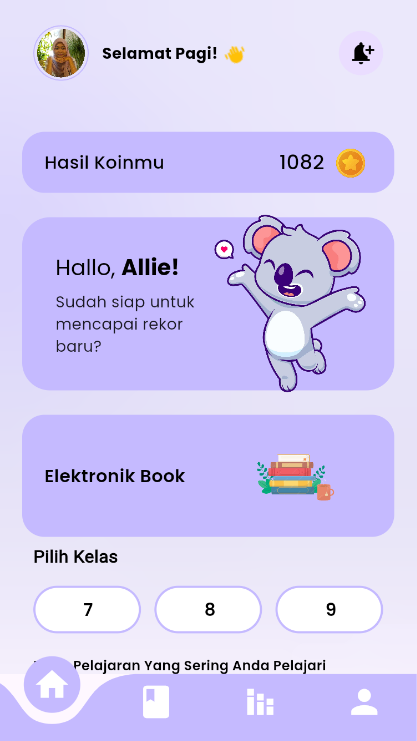 Selamat Pagi! 👋
Hasil Koinmu
1082
Hallo, Allie!
Sudah siap untuk
mencapai rekor
baru?
Elektronik Book
Pilih Kelas
7
8
9
Pelajaran Yang Sering Anda Pelajari